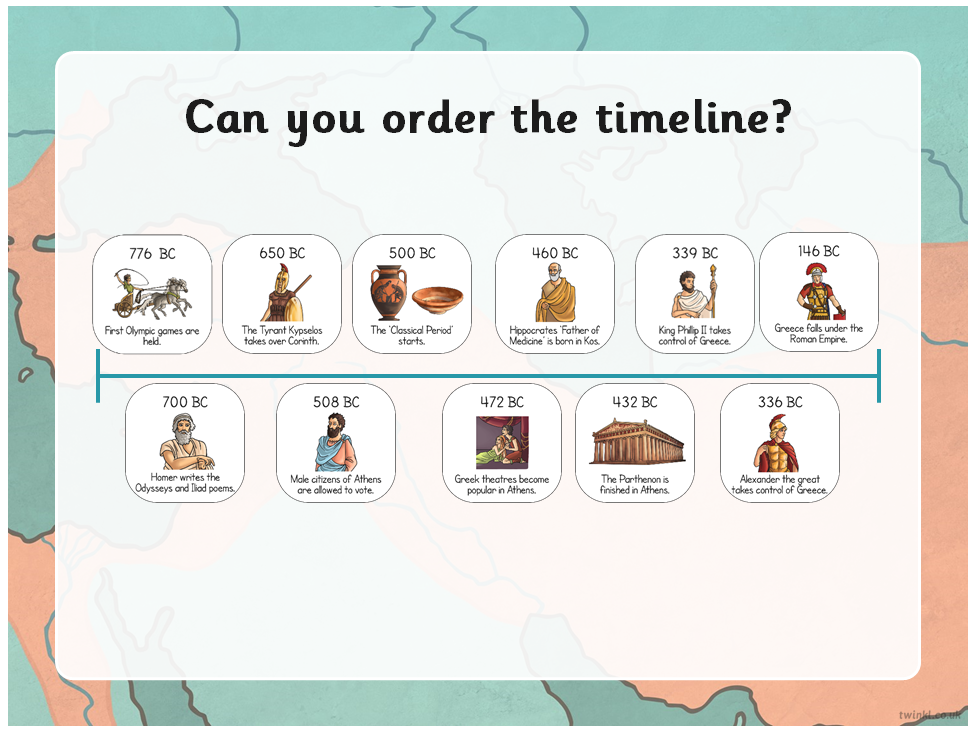 Can you order the timeline?
776 BC
First Olympic games are
held.
650 BC
The Tyrant Kypselos
takes over Corinth.
500 BC
The 'Classical Period'
starts.
460 BC
Hippocrates 'Father of
Medicine' is born in Kos.
339 BC
King Phillip II takes
control of Greece.
146 BC
Greece falls under the
Roman Empire.
700 BC
Homer writes the
Odysseys and Iliad poems.
508 BC
Male citizens of Athens
are allowed to vote.
472 BC
Greek theatres become
popular in Athens.
432 BC
The Parthenon is
finished in Athens.
336 BC
Alexander the great
takes control of Greece.
twinkl.co.uk